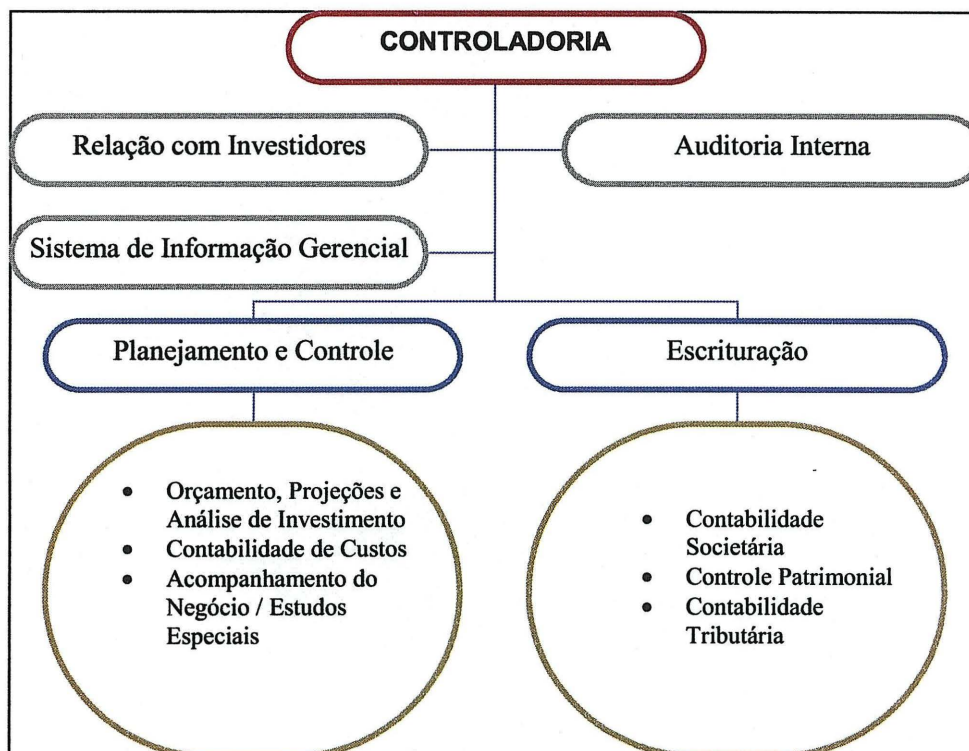 CONTROLADORIA
Relação com Investidores
Auditoria Interna
Sistema de Informação Gerencial
Planejamento e Controle
Escrituração
• Orçamento, Projeções e
Análise de Investimento
• Contabilidade de Custos
• Acompanhamento do
Negócio / Estudos
Especiais
• Contabilidade
Societária
• Controle Patrimonial
• Contabilidade
Tributária